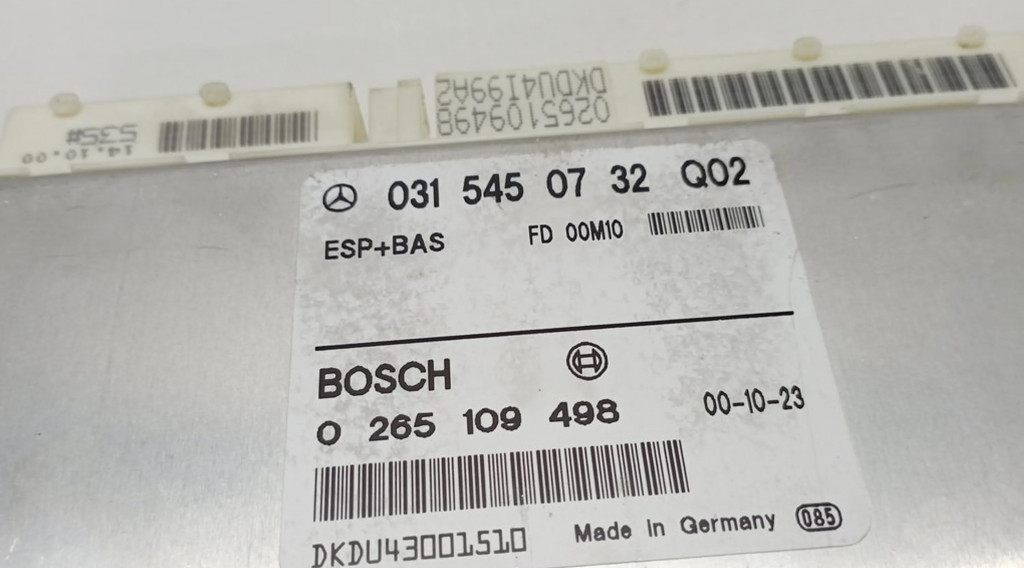 535#
14.10.00
0265109498
DKDU4I99A2
031 545 07 32 Q02
ESP+BAS
FD 00M10
BOSCH
0 265 109 498
00-10-23
DKDU43001510
Made In Germany 085